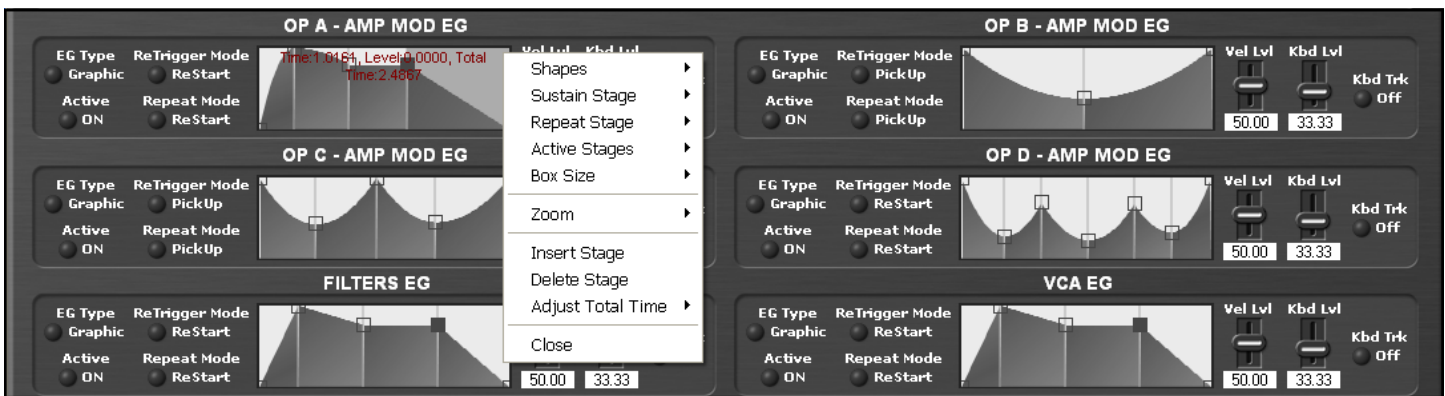 OP A - AMP MOD EG
EG Type ReTrigger Mode
Graphic ReStart
Active Repeat Mode
ON ReStart
Time:1.0164, Level:0.0000, Total
Time:2.4867
Vel Lvl Kbd Lvl
Shapes
Sustain Stage
Repeat Stage
Active Stages
Box Size
Zoom
Insert Stage
Delete Stage
Adjust Total Time
Close
OP B - AMP MOD EG
EG Type ReTrigger Mode
Graphic PickUp
Active Repeat Mode
ON PickUp
Vel Lvl Kbd Lvl
Kbd Trk
Off
50.00 33.33
OP C - AMP MOD EG
EG Type ReTrigger Mode
Graphic PickUp
Active Repeat Mode
ON PickUp
OP D - AMP MOD EG
EG Type ReTrigger Mode
Graphic ReStart
Active Repeat Mode
ON ReStart
Vel Lvl Kbd Lvl
Kbd Trk
Off
50.00 33.33
FILTERS EG
EG Type ReTrigger Mode
Graphic ReStart
Active Repeat Mode
ON ReStart
50.00 33.33
VCA EG
EG Type ReTrigger Mode
Graphic ReStart
Active Repeat Mode
ON ReStart
Vel Lvl Kbd Lvl
Kbd Trk
Off
50.00 33.33